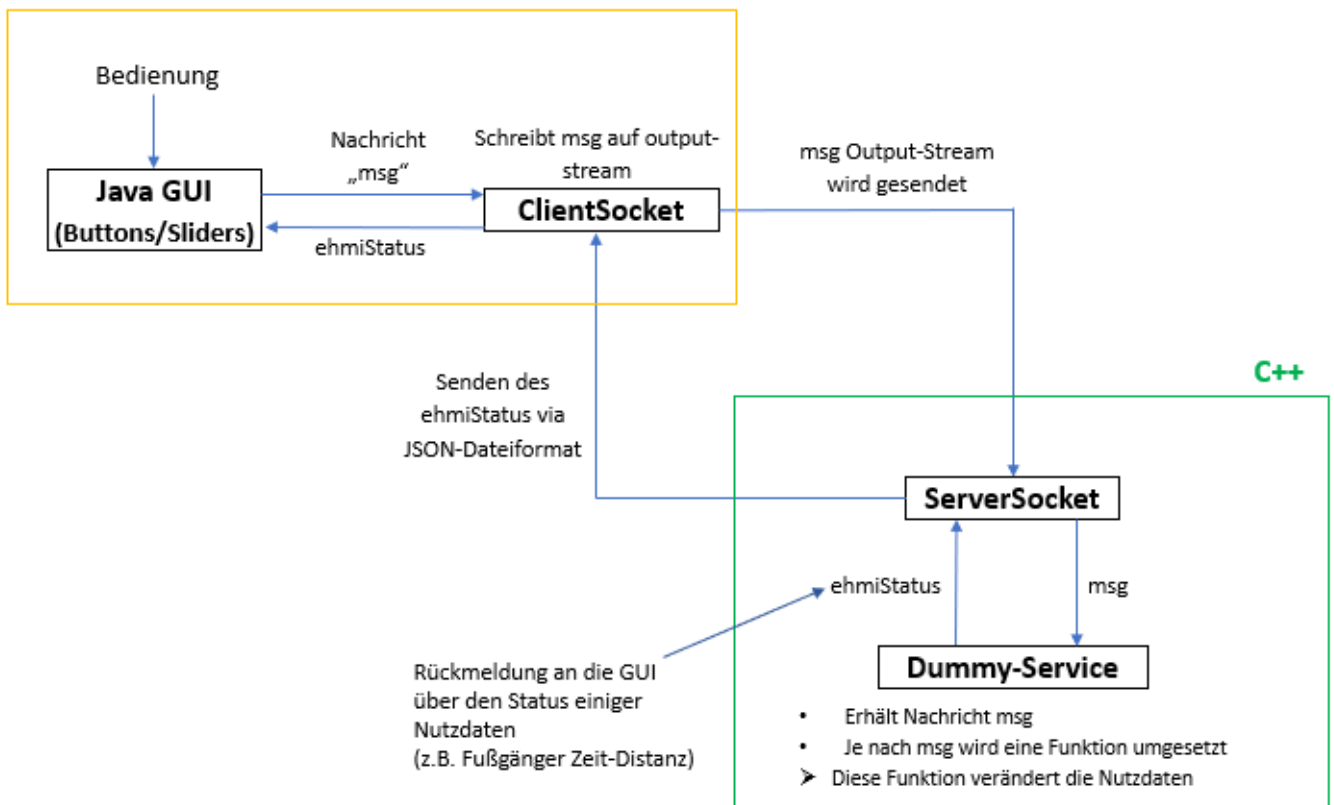 Bedienung
Nachricht
„msg“
Schreibt msg auf output-
stream
msg Output-Stream
wird gesendet
Java GUI
(Buttons/Sliders)
ClientSocket
ehmiStatus
Senden des
ehmiStatus via
JSON-Dateiformat
C++
ServerSocket
ehmiStatus
msg
Dummy-Service
Rückmeldung an die GUI
über den Status einiger
Nutzdaten
(z.B. Fußgänger Zeit-Distanz)
• Erhält Nachricht msg
• Je nach msg wird eine Funktion umgesetzt
➤ Diese Funktion verändert die Nutzdaten